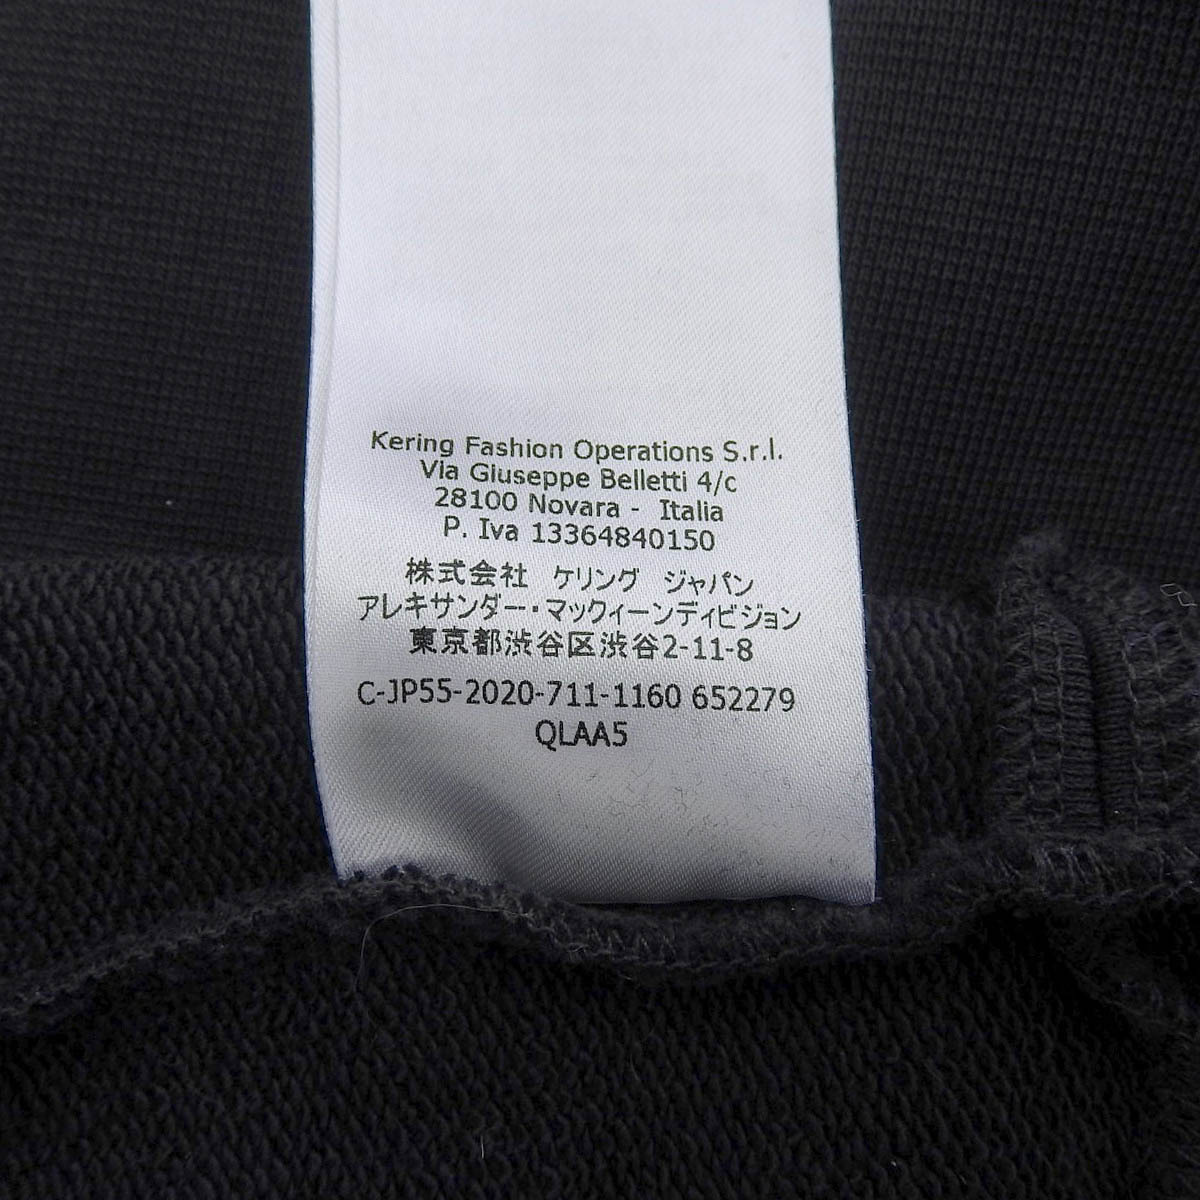 Kering Fashion Operations S.r.l.
Via Giuseppe Belletti 4/c
28100 Novara - Italia
P. Iva 13364840150
株式会社 ケリング ジャパン
アレキサンダー・マックィーンディビジョン
東京都渋谷区渋谷2-11-8
C-JP55-2020-711-1160 652279
QLAA5